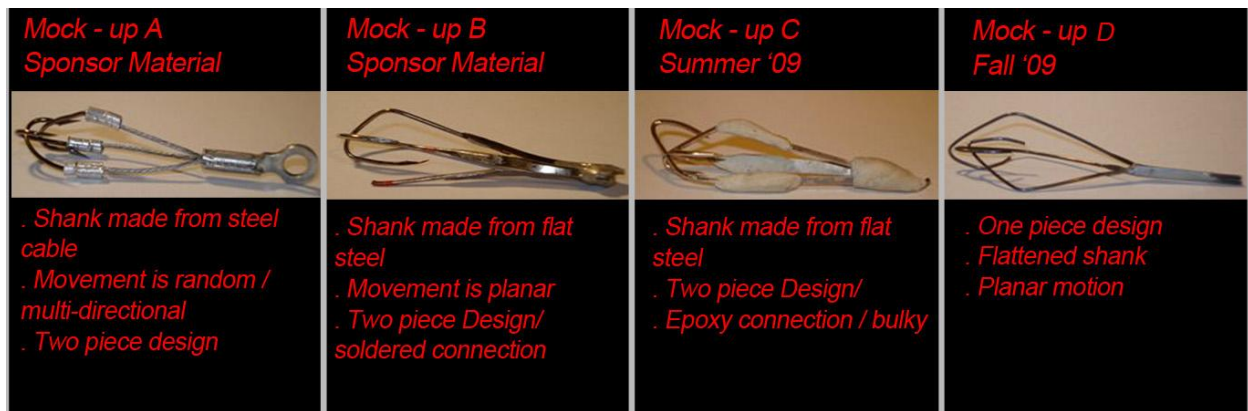 Mock - up A
Sponsor Material
. Shank made from steel
cable
. Movement is random /
multi-directional
. Two piece design
Mock - up B
Sponsor Material
. Shank made from flat
steel
. Movement is planar
. Two piece Design/
soldered connection
Mock - up C
Summer ‘09
. Shank made from flat
steel
. Two piece Design/
. Epoxy connection / bulky
Mock - up D
Fall ‘09
. One piece design
. Flattened shank
. Planar motion